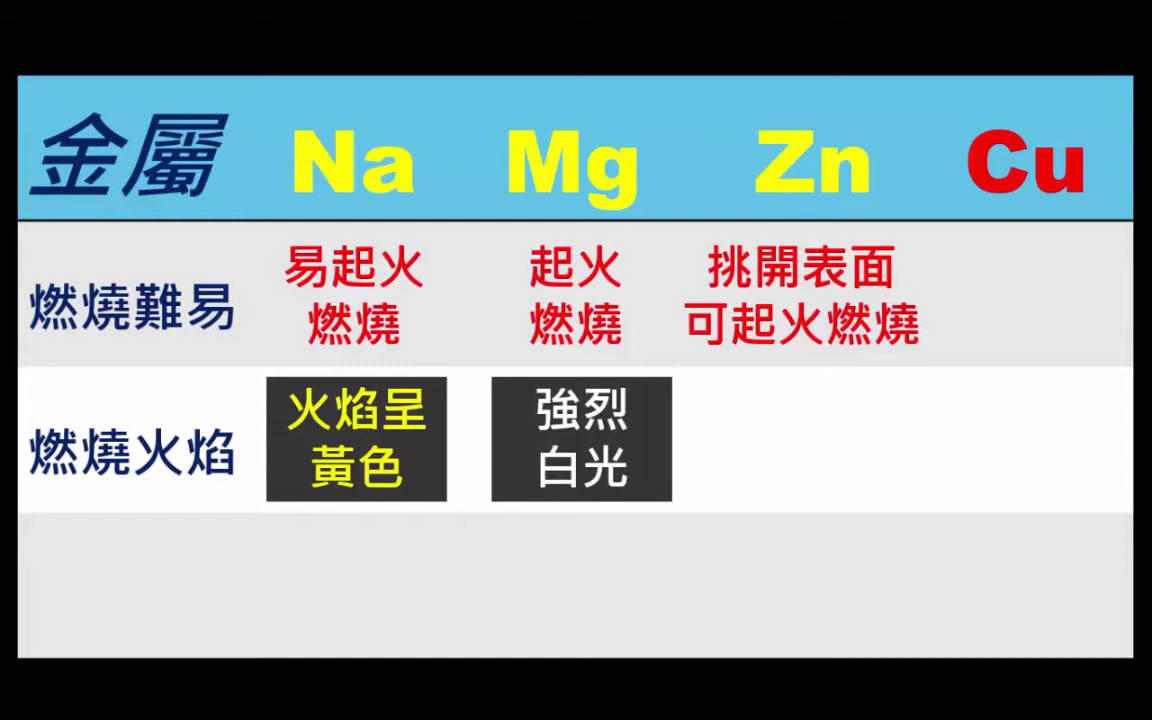 金屬 Na Mg Zn Cu
燃燒難易
易起火
燃燒
起火
燃燒
挑開表面
可起火燃燒
燃燒火焰
火焰呈
黃色
強烈
白光